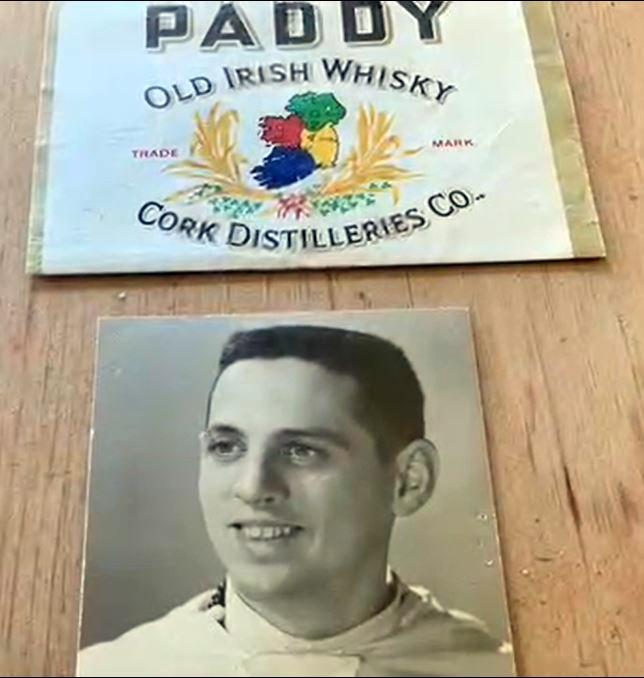 PADDY
OLD IRISH WHISKY
TRADE MARK
CORK DISTILLERIES CO.